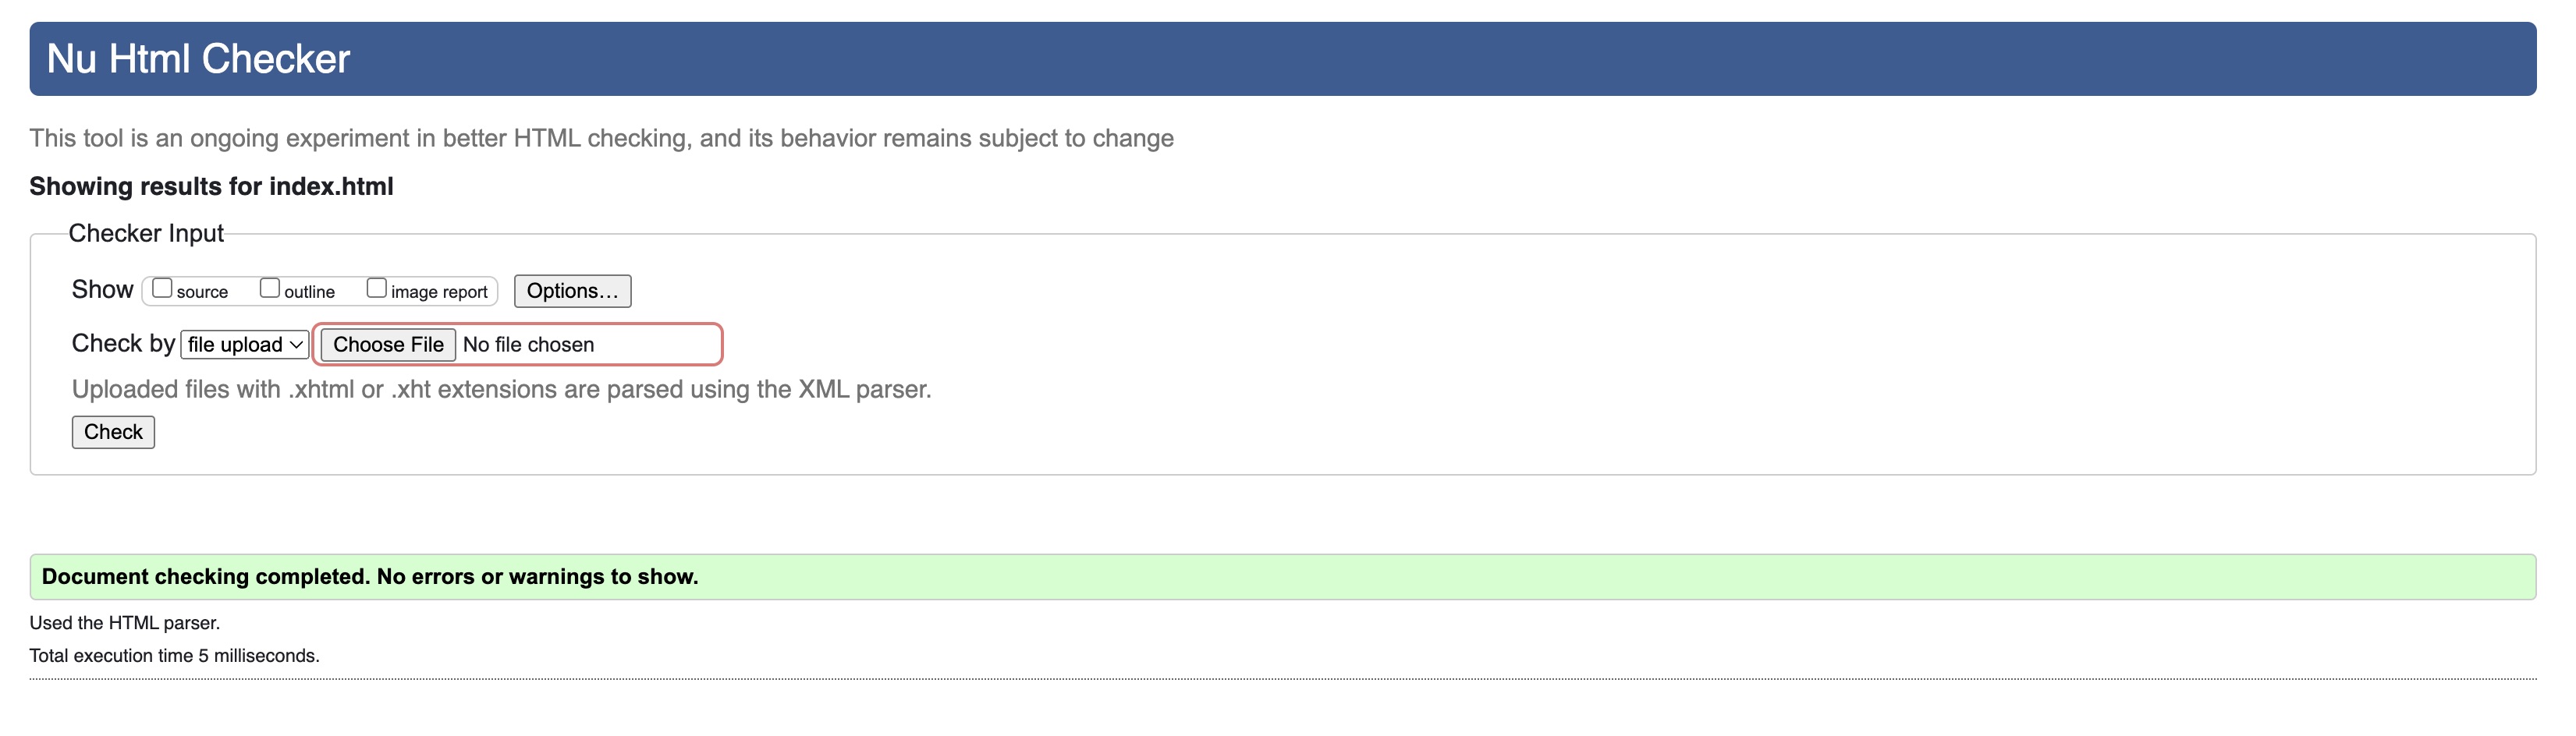 Nu Html Checker
This tool is an ongoing experiment in better HTML checking, and its behavior remains subject to change
Showing results for index.html
Checker Input
Show source outline image report Options…
Check by file upload Choose File No file chosen
Uploaded files with .xhtml or .xht extensions are parsed using the XML parser.
Check
Document checking completed. No errors or warnings to show.
Used the HTML parser.
Total execution time 5 milliseconds.